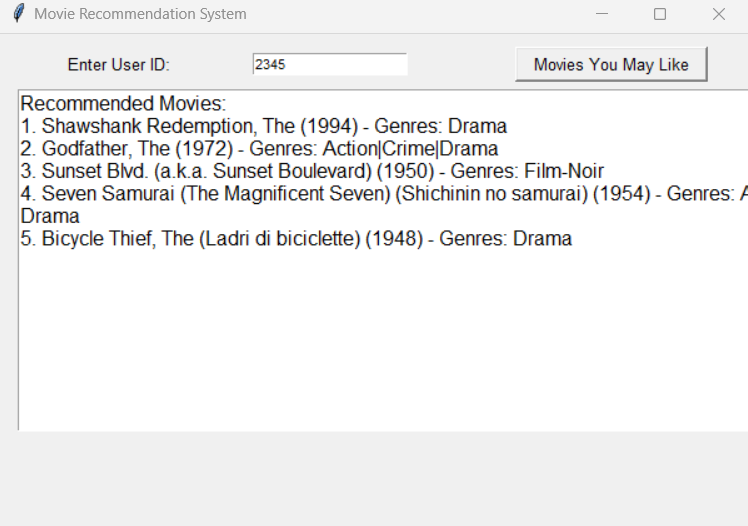 Movie Recommendation System
Enter User ID: 2345 Movies You May Like
Recommended Movies:
1. Shawshank Redemption, The (1994) - Genres: Drama
2. Godfather, The (1972) - Genres: Action|Crime|Drama
3. Sunset Blvd. (a.k.a. Sunset Boulevard) (1950) - Genres: Film-Noir
4. Seven Samurai (The Magnificent Seven) (Shichinin no samurai) (1954) - Genres:
Drama
5. Bicycle Thief, The (Ladri di biciclette) (1948) - Genres: Drama